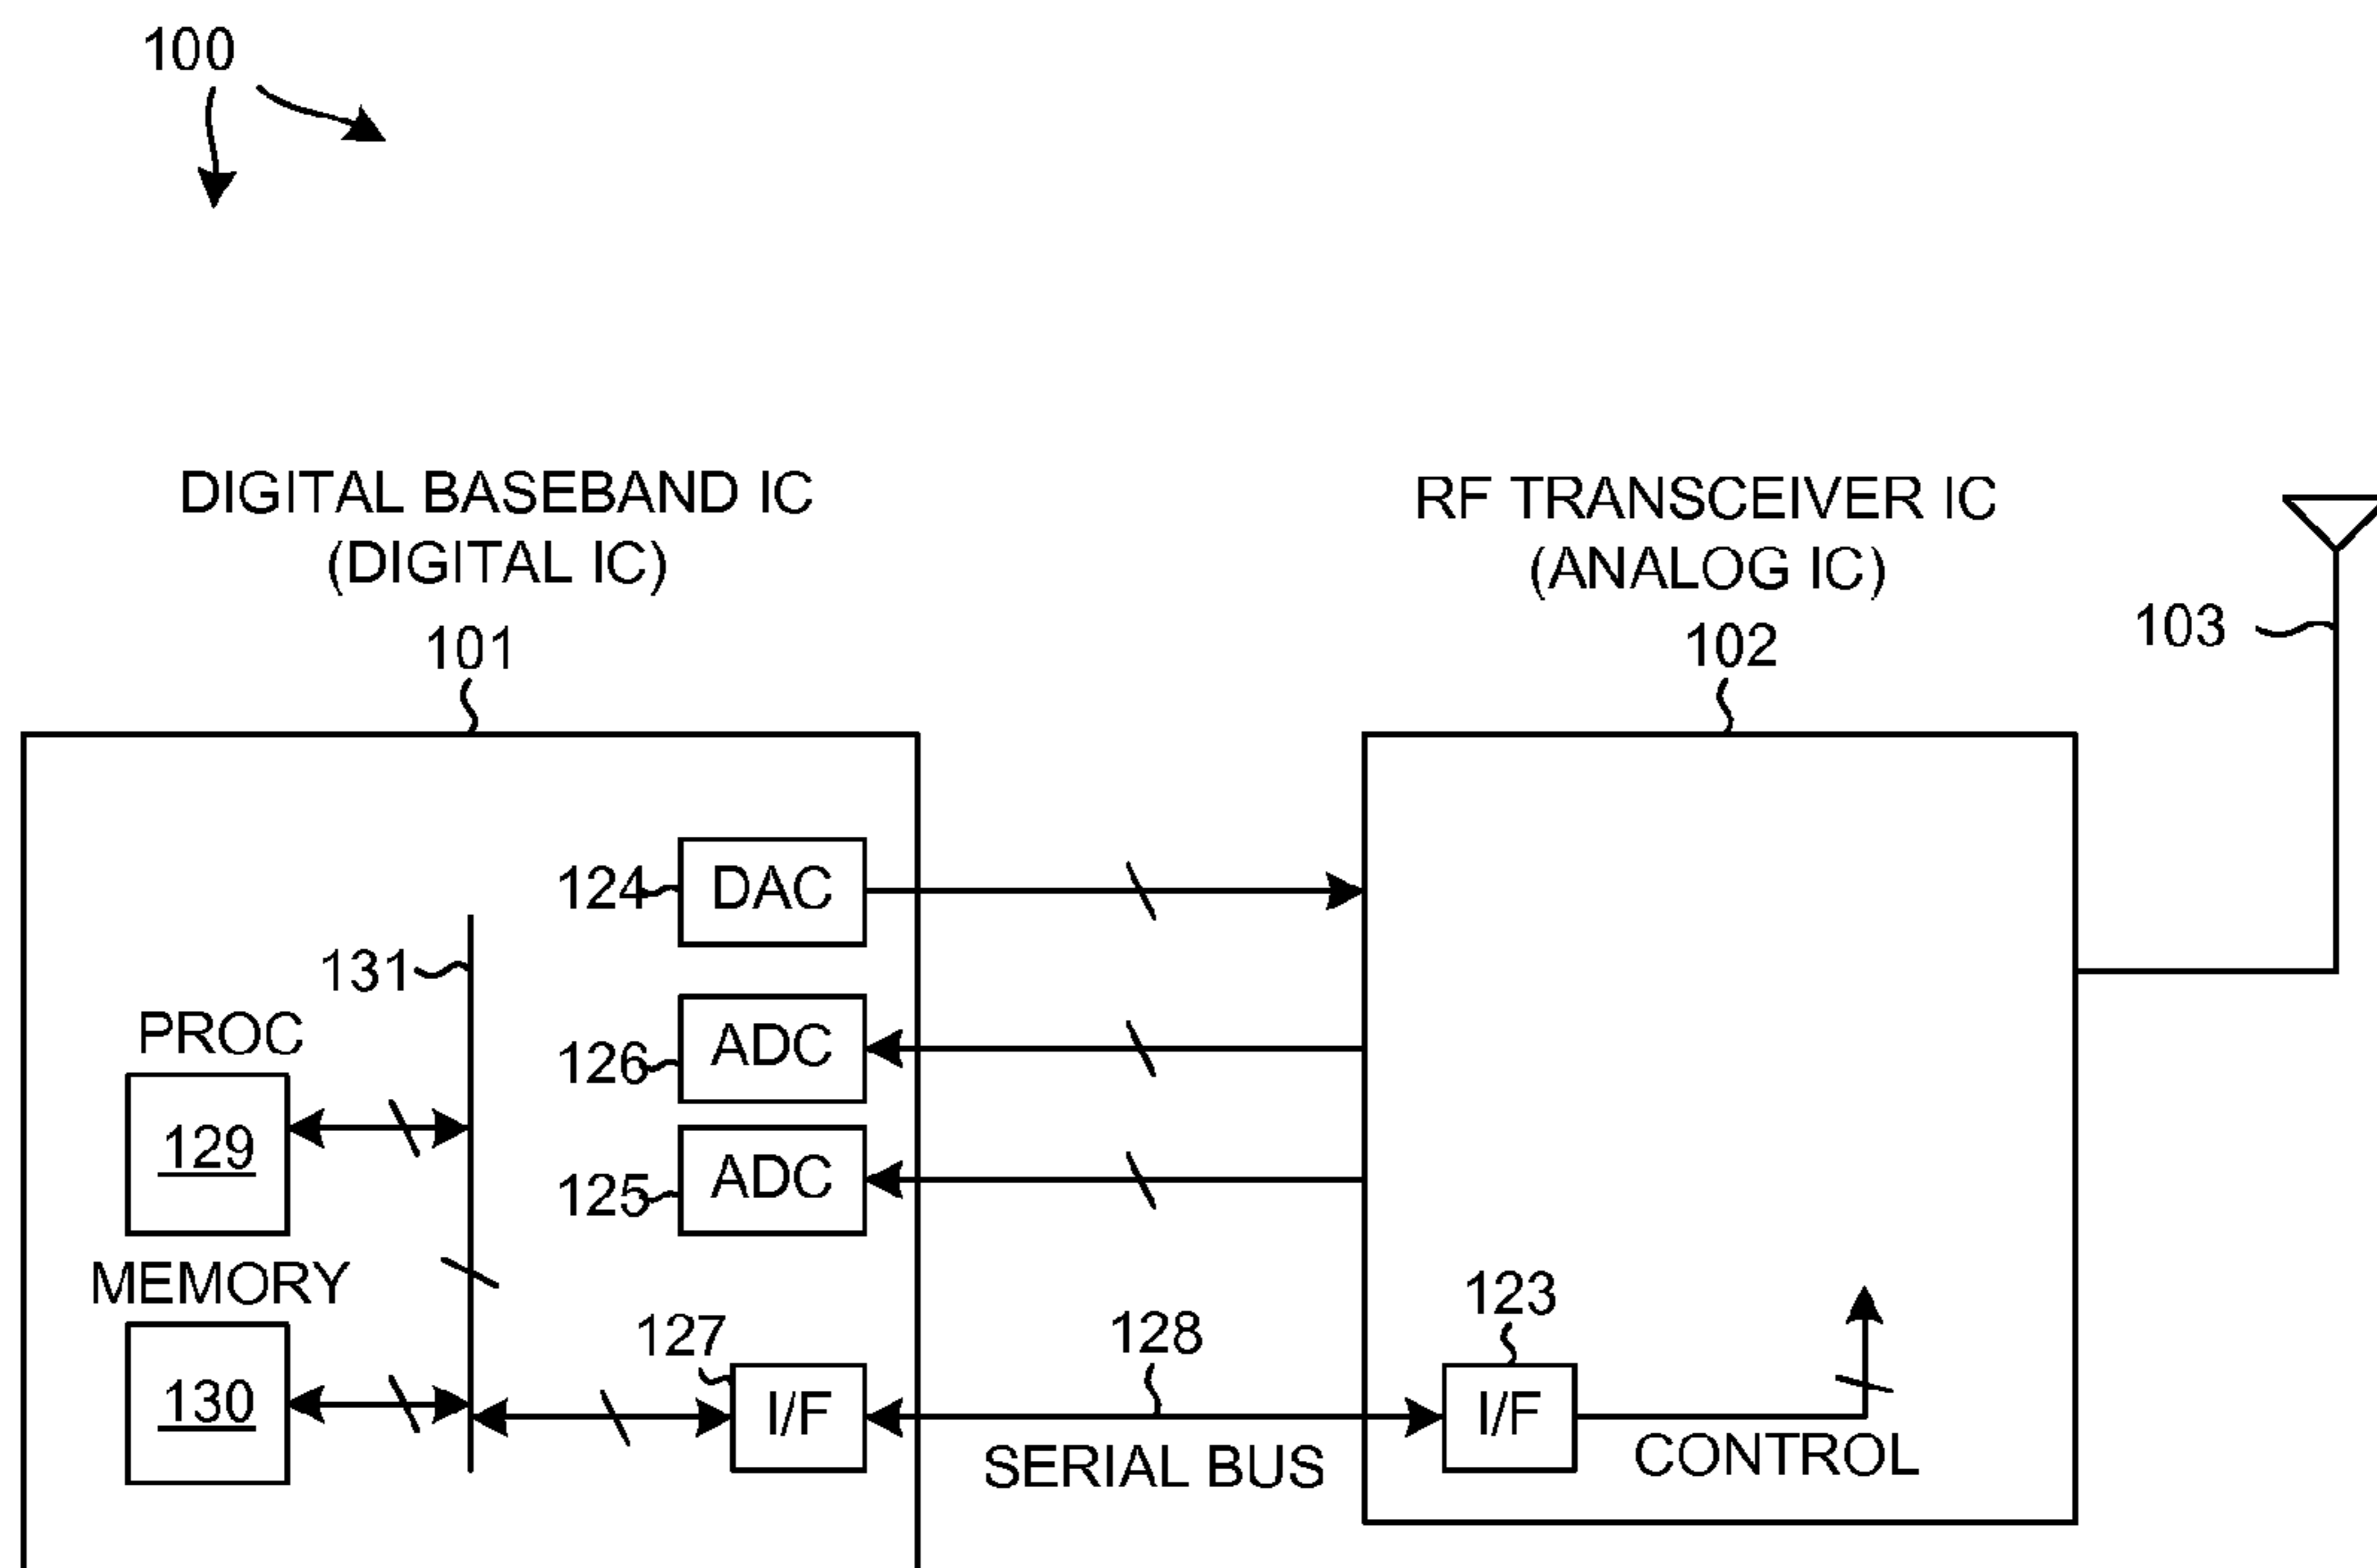 100
DIGITAL BASEBAND IC
(DIGITAL IC)
101
RF TRANSCEIVER IC
(ANALOG IC)
102
103
124
DAC
131
PROC
126
ADC
129
125
ADC
MEMORY
123
127
128
130
I/F
I/F
SERIAL BUS
CONTROL